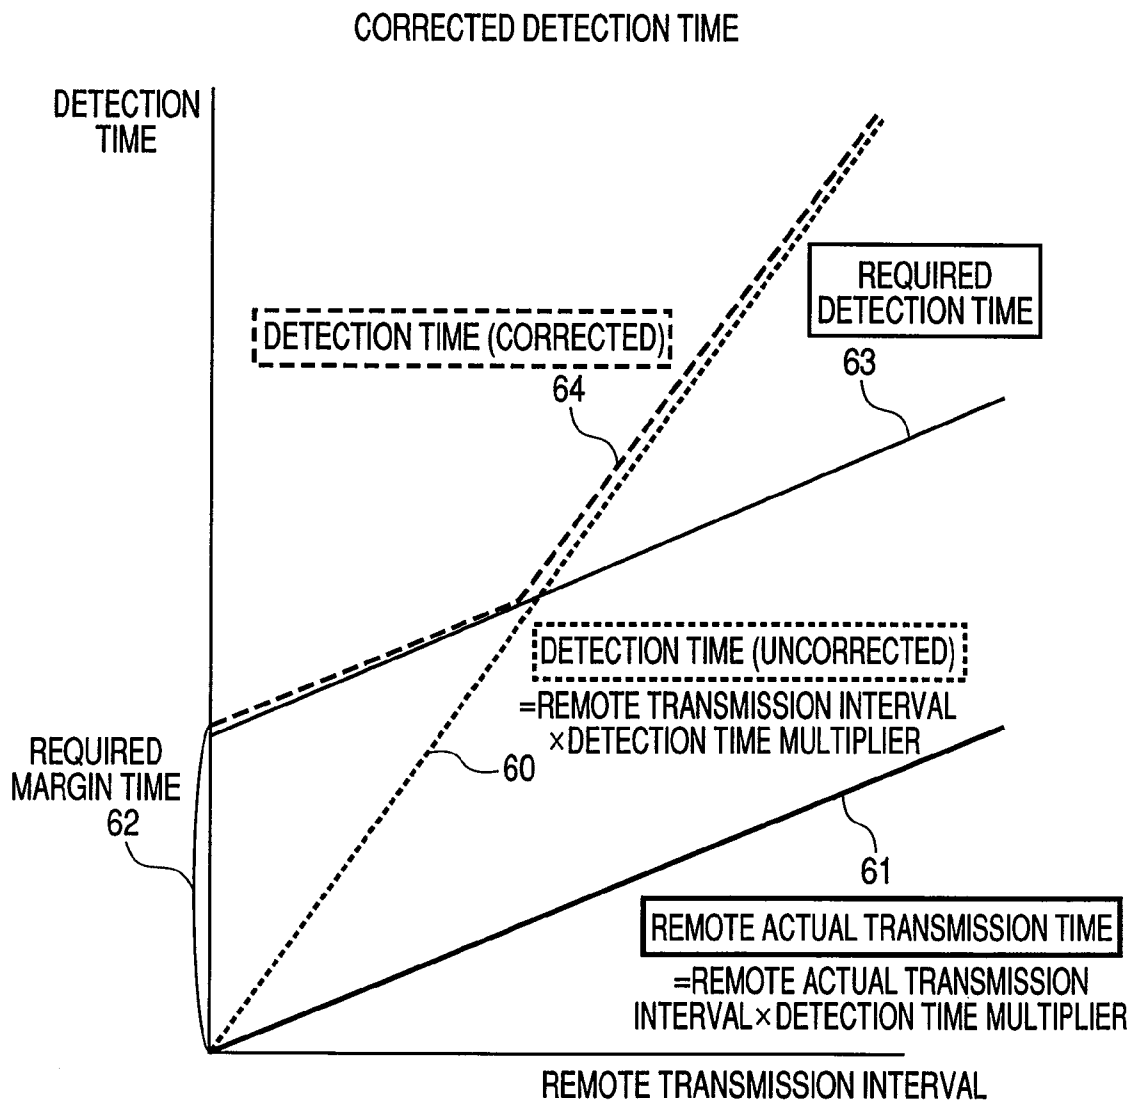 CORRECTED DETECTION TIME
DETECTION
TIME
REQUIRED
DETECTION TIME
63
DETECTION TIME (CORRECTED)
64
DETECTION TIME (UNCORRECTED)
=REMOTE TRANSMISSION INTERVAL
×DETECTION TIME MULTIPLIER
60
REQUIRED
MARGIN TIME
62
61
REMOTE ACTUAL TRANSMISSION TIME
=REMOTE ACTUAL TRANSMISSION
INTERVAL×DETECTION TIME MULTIPLIER
REMOTE TRANSMISSION INTERVAL